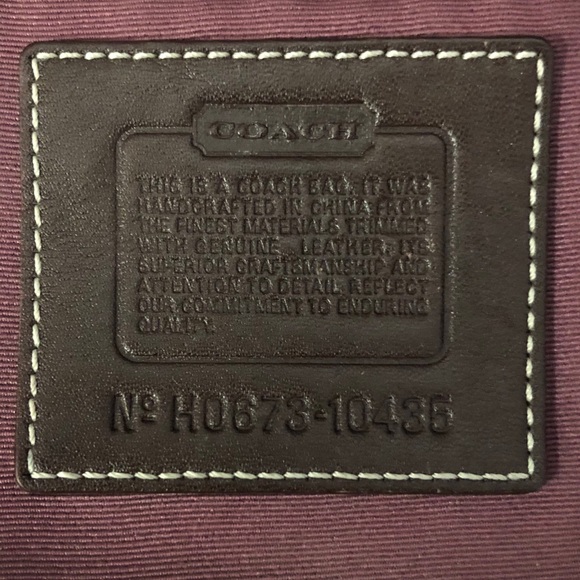 COACH
THIS IS A COACH BAG. IT WAS
HANDCRAFTED IN CHINA FROM
THE FINEST MATERIALS TRIMMED
WITH GENUINE LEATHER. ITS
SUPERIOR CRAFTSMANSHIP AND
ATTENTION TO DETAIL REFLECT
OUR COMMITMENT TO ENDURING
QUALITY.
Nº H0673-10435